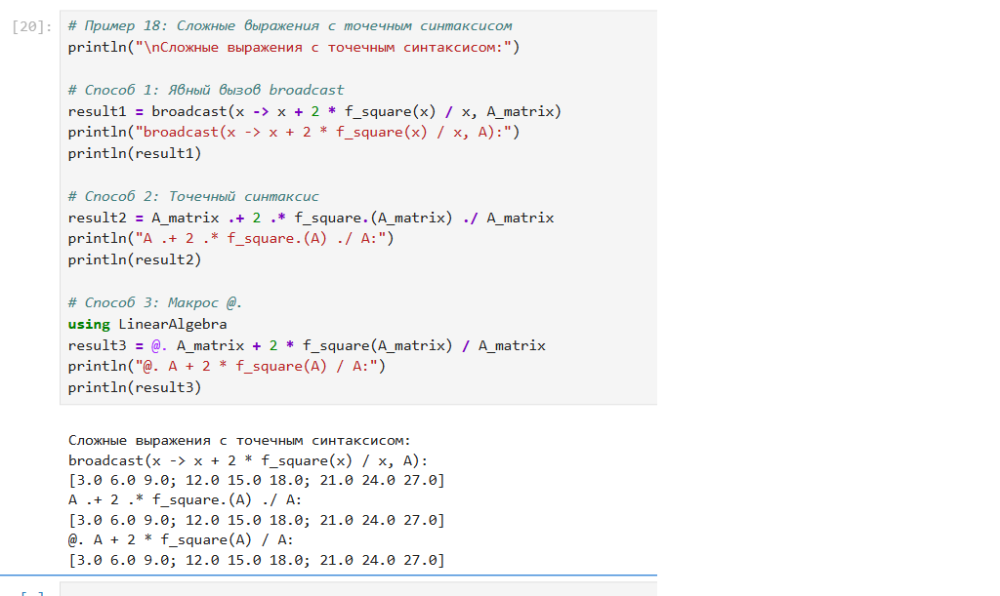 [20]:
# Пример 18: Сложные выражения с точечным синтаксисом
println("\nСложные выражения с точечным синтаксисом:")
# Способ 1: Явный вызов broadcast
result1 = broadcast(x -> x + 2 * f_square(x) / x, A_matrix)
println("broadcast(x -> x + 2 * f_square(x) / x, A):")
println(result1)
# Способ 2: Точечный синтаксис
result2 = A_matrix .+ 2 .* f_square.(A_matrix) ./ A_matrix
println("A .+ 2 .* f_square.(A) ./ A:")
println(result2)
# Способ 3: Макрос @.
using LinearAlgebra
result3 = @. A_matrix + 2 * f_square(A_matrix) / A_matrix
println("@. A + 2 * f_square(A) / A:")
println(result3)
Сложные выражения с точечным синтаксисом:
broadcast(x -> x + 2 * f_square(x) / x, A):
[3.0 6.0 9.0; 12.0 15.0 18.0; 21.0 24.0 27.0]
A .+ 2 .* f_square.(A) ./ A:
[3.0 6.0 9.0; 12.0 15.0 18.0; 21.0 24.0 27.0]
@. A + 2 * f_square(A) / A:
[3.0 6.0 9.0; 12.0 15.0 18.0; 21.0 24.0 27.0]